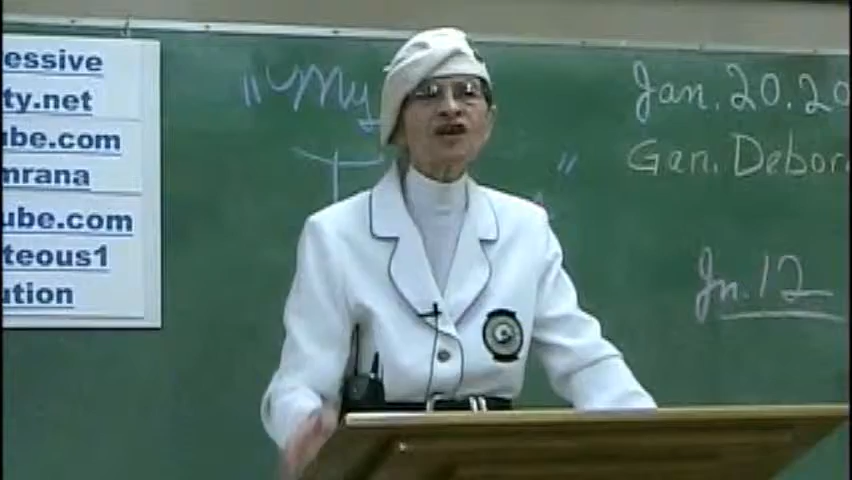 essive
ty.net
ube.com
mrana
ube.com
teous1
ution
"My
T
"
Jan. 20. 20
Gen. Debor
Jn. 12